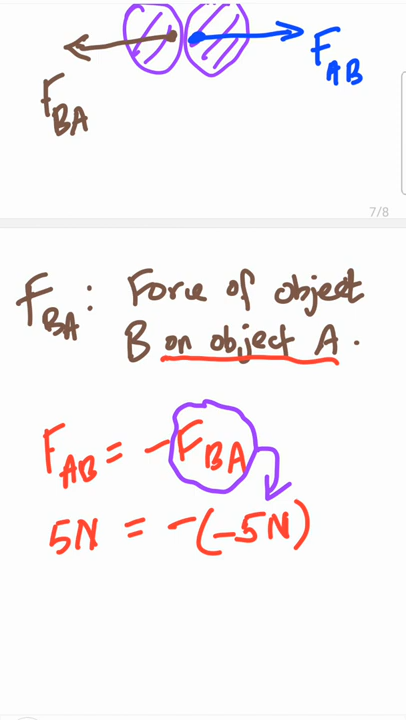 F_BA
F_AB
7/8
F_BA : Force of object
B on object A.
F_AB = -F_BA
5N = -(-5N)